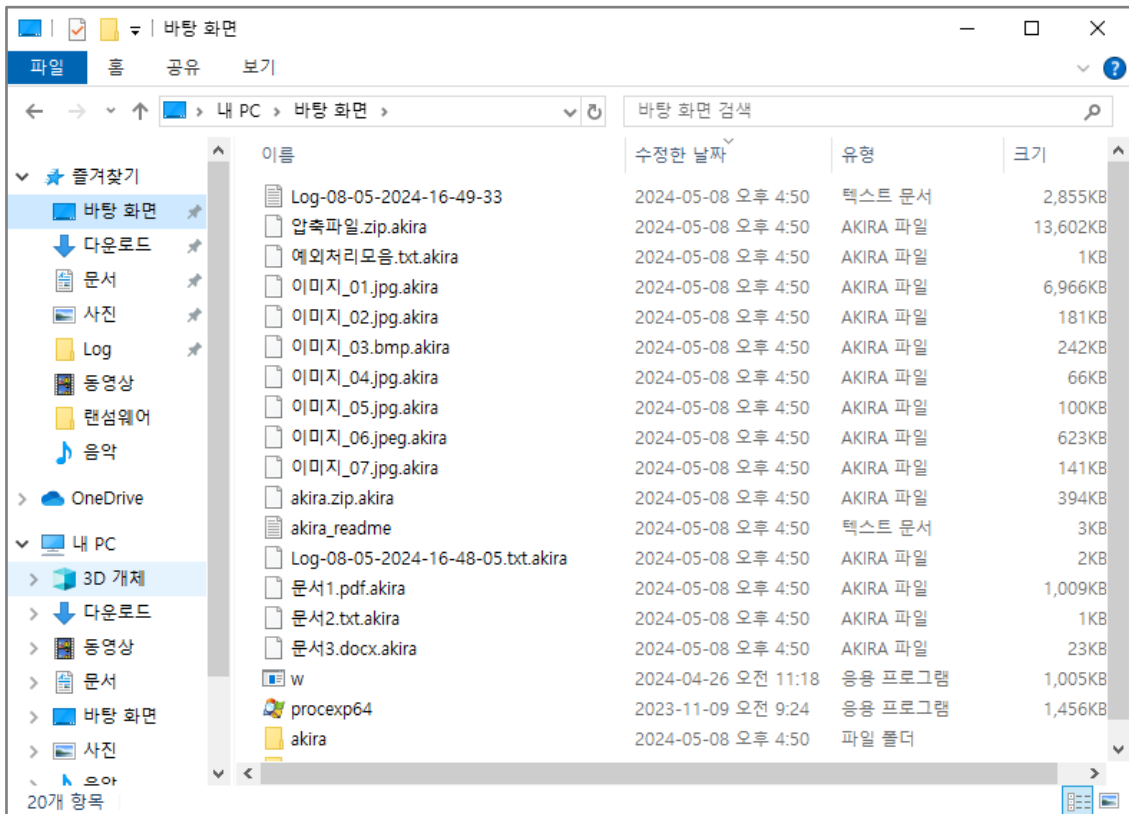 바탕 화면
파일 홈 공유 보기
내 PC 바탕 화면 바탕 화면 검색
이름 수정한 날짜 유형 크기
즐겨찾기
바탕 화면
다운로드
문서
사진
Log
동영상
랜섬웨어
음악
OneDrive
내 PC
3D 개체
다운로드
동영상
문서
바탕 화면
사진
음악
Log-08-05-2024-16-49-33 2024-05-08 오후 4:50 텍스트 문서 2,855KB
압축파일.zip.akira 2024-05-08 오후 4:50 AKIRA 파일 13,602KB
예외처리모음.txt.akira 2024-05-08 오후 4:50 AKIRA 파일 1KB
이미지_01.jpg.akira 2024-05-08 오후 4:50 AKIRA 파일 6,966KB
이미지_02.jpg.akira 2024-05-08 오후 4:50 AKIRA 파일 181KB
이미지_03.bmp.akira 2024-05-08 오후 4:50 AKIRA 파일 242KB
이미지_04.jpg.akira 2024-05-08 오후 4:50 AKIRA 파일 66KB
이미지_05.jpg.akira 2024-05-08 오후 4:50 AKIRA 파일 100KB
이미지_06.jpeg.akira 2024-05-08 오후 4:50 AKIRA 파일 623KB
이미지_07.jpg.akira 2024-05-08 오후 4:50 AKIRA 파일 141KB
akira.zip.akira 2024-05-08 오후 4:50 AKIRA 파일 394KB
akira_readme 2024-05-08 오후 4:50 텍스트 문서 3KB
Log-08-05-2024-16-48-05.txt.akira 2024-05-08 오후 4:50 AKIRA 파일 2KB
문서1.pdf.akira 2024-05-08 오후 4:50 AKIRA 파일 1,009KB
문서2.txt.akira 2024-05-08 오후 4:50 AKIRA 파일 1KB
문서3.docx.akira 2024-05-08 오후 4:50 AKIRA 파일 23KB
w 2024-04-26 오전 11:18 응용 프로그램 1,005KB
procexp64 2023-11-09 오전 9:24 응용 프로그램 1,456KB
akira 2024-05-08 오후 4:50 파일 폴더
20개 항목